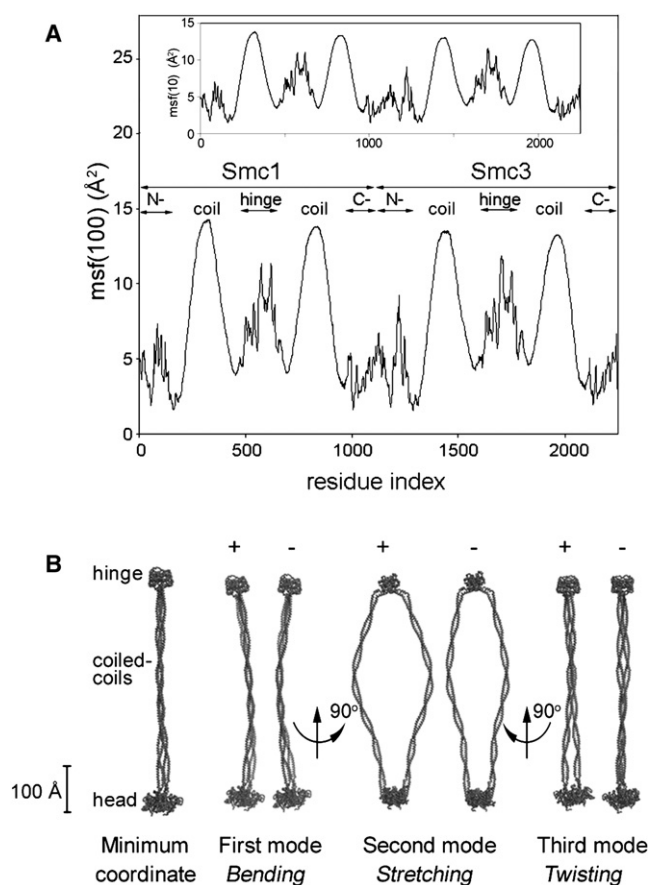 A
msf(10) (Å²)
15
10
5
0
0
1000
2000
msf(100) (Å²)
25
20
15
10
5
0
Smc1
Smc3
N-
coil
hinge
coil
C-
N-
coil
hinge
coil
C-
0
500
1000
1500
2000
residue index
B
+
-
+
-
+
-
hinge
coiled-
coils
90°
90°
100 Å
head
Minimum
coordinate
First mode
Bending
Second mode
Stretching
Third mode
Twisting